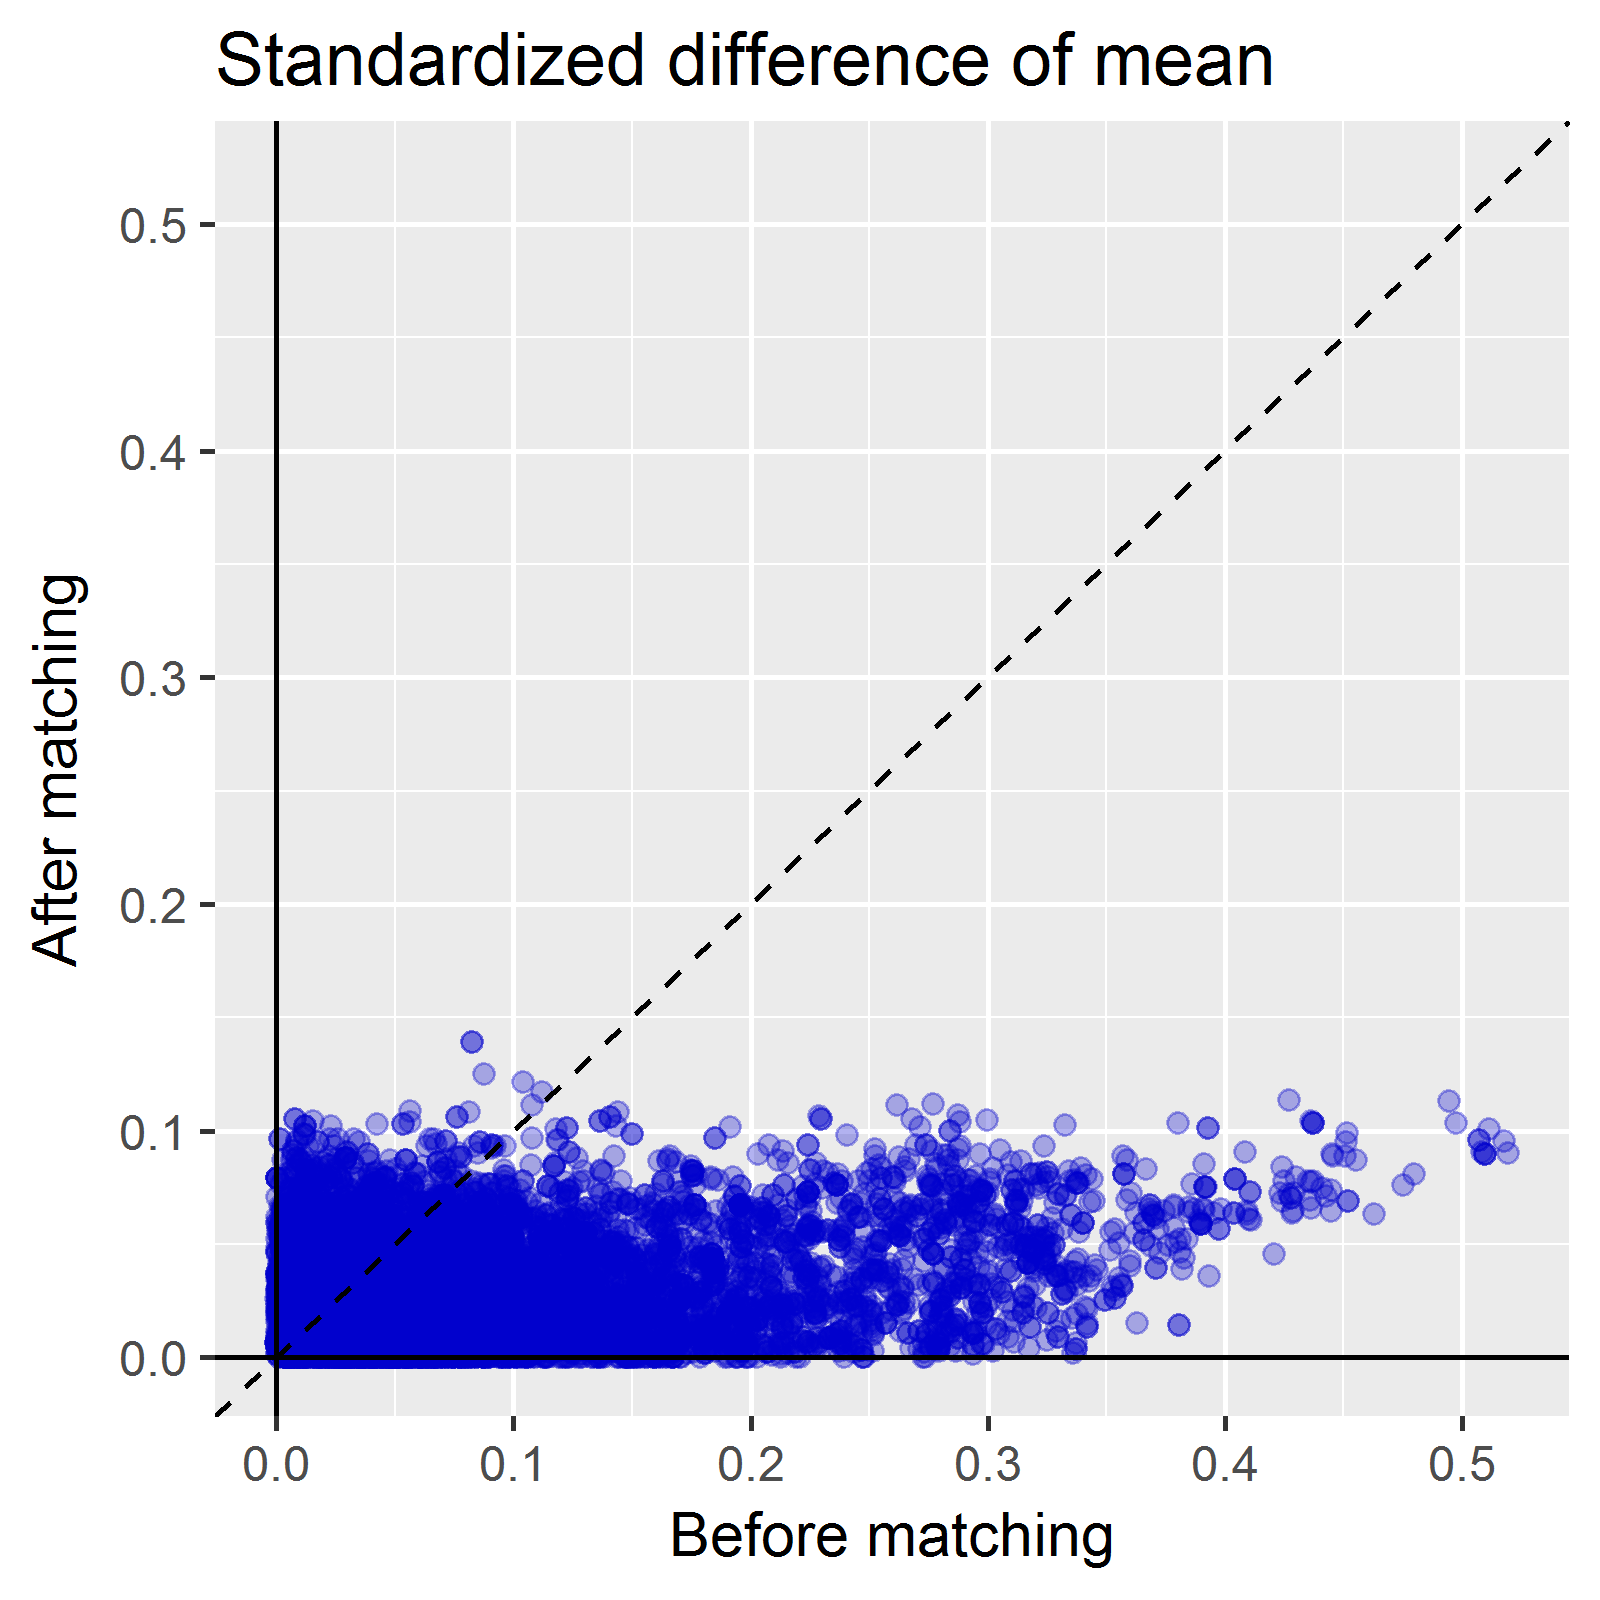 Standardized difference of mean
After matching
0.5
0.4
0.3
0.2
0.1
0.0
0.0 0.1 0.2 0.3 0.4 0.5
Before matching